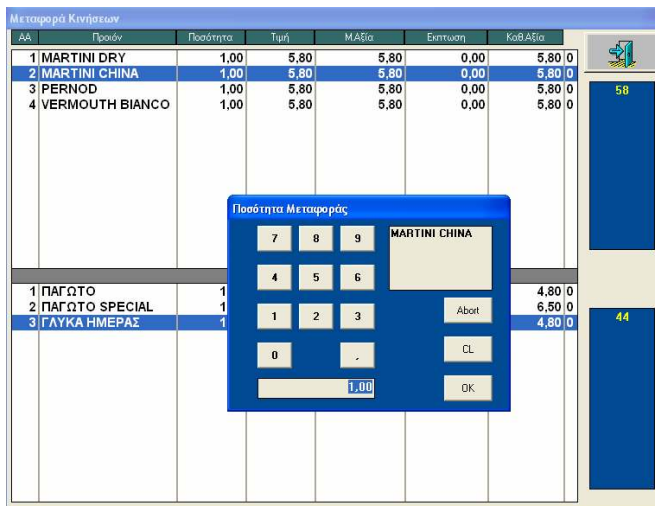 Μεταφορά Κινήσεων
ΑΑ Προιόν Ποσότητα Τιμή Μ.Αξία Εκπτωση Καθ.Αξία
1 MARTINI DRY 1,00 5,80 5,80 0,00 5,80 0
2 MARTINI CHINA 1,00 5,80 5,80 0,00 5,80 0
3 PERNOD 1,00 5,80 5,80 0,00 5,80 0
4 VERMOUTH BIANCO 1,00 5,80 5,80 0,00 5,80 0
58
Ποσότητα Μεταφοράς
7 8 9 MARTINI CHINA
4 5 6
1 2 3 Abort
0 . CL
1,00 OK
1 ΠΑΓΩΤΟ 1 4,80 0
2 ΠΑΓΩΤΟ SPECIAL 1 6,50 0
3 ΓΛΥΚΑ ΗΜΕΡΑΣ 1 4,80 0
44